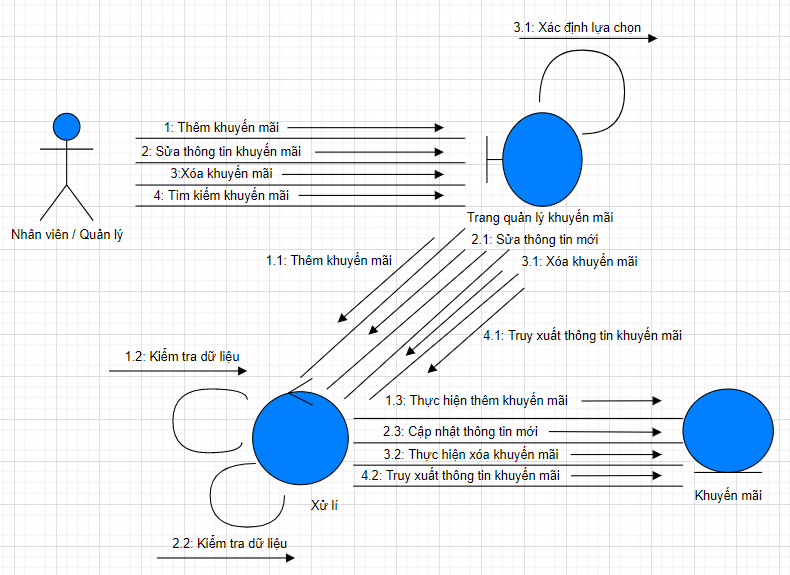 3.1: Xác định lựa chọn
1: Thêm khuyến mãi
2: Sửa thông tin khuyến mãi
3:Xóa khuyến mãi
4: Tìm kiếm khuyến mãi
Nhân viên / Quản lý
Trang quản lý khuyến mãi
2.1: Sửa thông tin mới
1.1: Thêm khuyến mãi
3.1: Xóa khuyến mãi
4.1: Truy xuất thông tin khuyến mãi
1.2: Kiểm tra dữ liệu
1.3: Thực hiện thêm khuyến mãi
2.3: Cập nhật thông tin mới
3.2: Thực hiện xóa khuyến mãi
4.2: Truy xuất thông tin khuyến mãi
Khuyến mãi
Xử lí
2.2: Kiểm tra dữ liệu